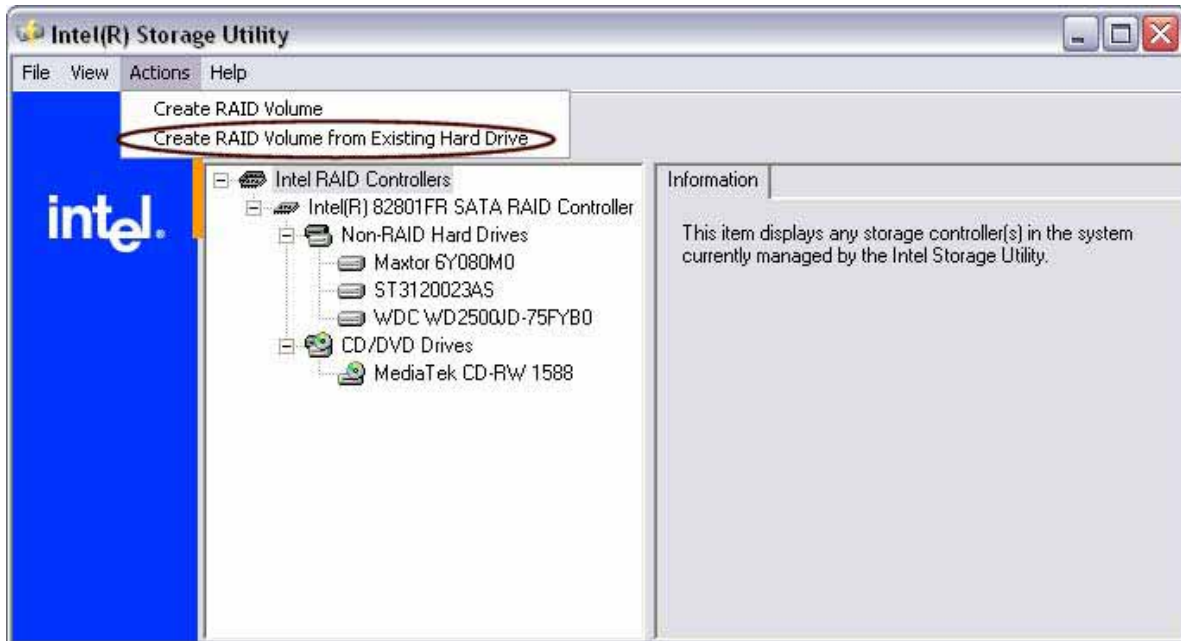 Intel(R) Storage Utility
File View Actions Help
Create RAID Volume
Create RAID Volume from Existing Hard Drive
intel.
Intel RAID Controllers
Intel(R) 82801FR SATA RAID Controller
Non-RAID Hard Drives
Maxtor 6Y080M0
ST3120023AS
WDC WD2500JD-75FYB0
CD/DVD Drives
MediaTek CD-RW 1588
Information
This item displays any storage controller(s) in the system
currently managed by the Intel Storage Utility.